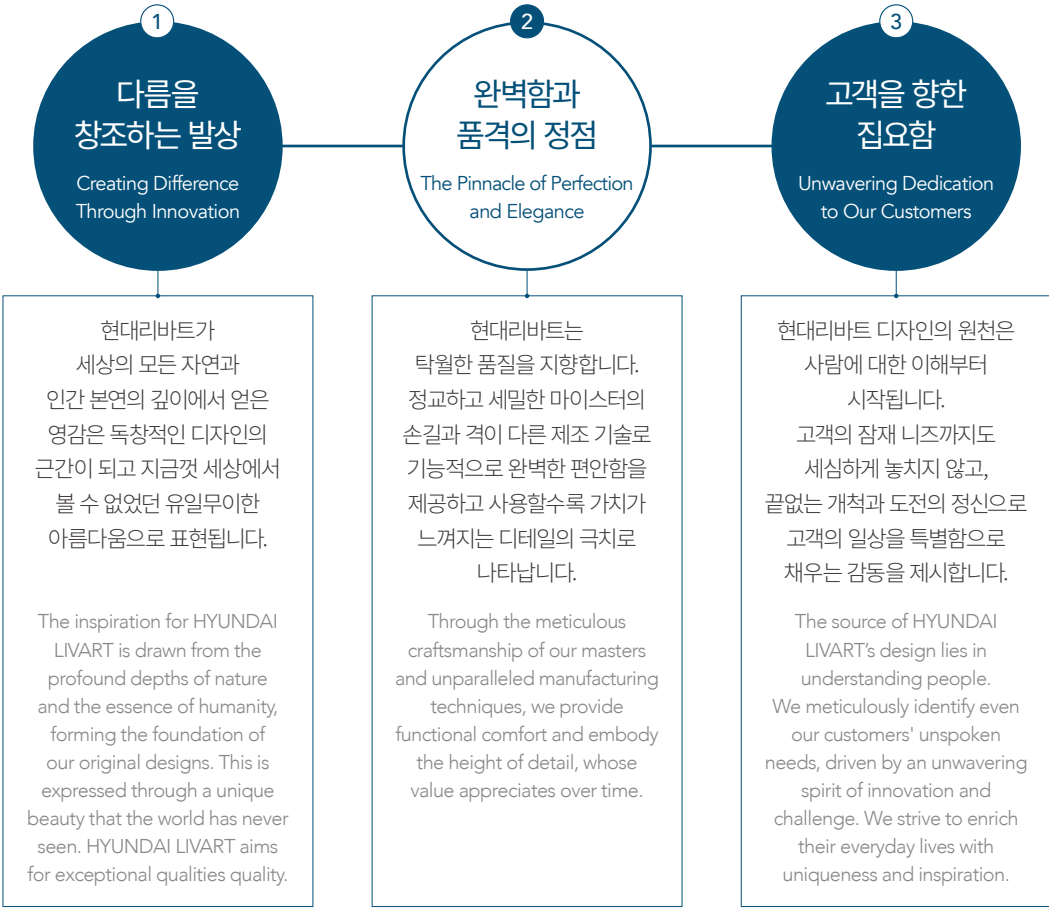 1
다름을
창조하는 발상
Creating Difference
Through Innovation
현대리바트가
세상의 모든 자연과
인간 본연의 깊이에서 얻은
영감은 독창적인 디자인의
근간이 되고 지금껏 세상에서
볼 수 없었던 유일무이한
아름다움으로 표현됩니다.
The inspiration for HYUNDAI
LIVART is drawn from the
profound depths of nature
and the essence of humanity,
forming the foundation of
our original designs. This is
expressed through a unique
beauty that the world has never
seen. HYUNDAI LIVART aims
for exceptional qualities quality.
2
완벽함과
품격의 정점
The Pinnacle of Perfection
and Elegance
현대리바트는
탁월한 품질을 지향합니다.
정교하고 세밀한 마이스터의
손길과 격이 다른 제조 기술로
기능적으로 완벽한 편안함을
제공하고 사용할수록 가치가
느껴지는 디테일의 극치로
나타납니다.
Through the meticulous
craftsmanship of our masters
and unparalleled manufacturing
techniques, we provide
functional comfort and embody
the height of detail, whose
value appreciates over time.
3
고객을 향한
집요함
Unwavering Dedication
to Our Customers
현대리바트 디자인의 원천은
사람에 대한 이해부터
시작됩니다.
고객의 잠재 니즈까지도
세심하게 놓치지 않고,
끝없는 개척과 도전의 정신으로
고객의 일상을 특별함으로
채우는 감동을 제시합니다.
The source of HYUNDAI
LIVART’s design lies in
understanding people.
We meticulously identify even
our customers' unspoken
needs, driven by an unwavering
spirit of innovation and
challenge. We strive to enrich
their everyday lives with
uniqueness and inspiration.